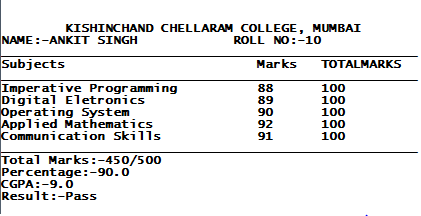 KISHINCHAND CHELLARAM COLLEGE, MUMBAI
NAME:-ANKIT SINGH ROLL NO:-10
Subjects Marks TOTALMARKS
Imperative Programming 88 100
Digital Eletronics 89 100
Operating System 90 100
Applied Mathematics 92 100
Communication Skills 91 100
Total Marks:-450/500
Percentage:-90.0
CGPA:-9.0
Result:-Pass